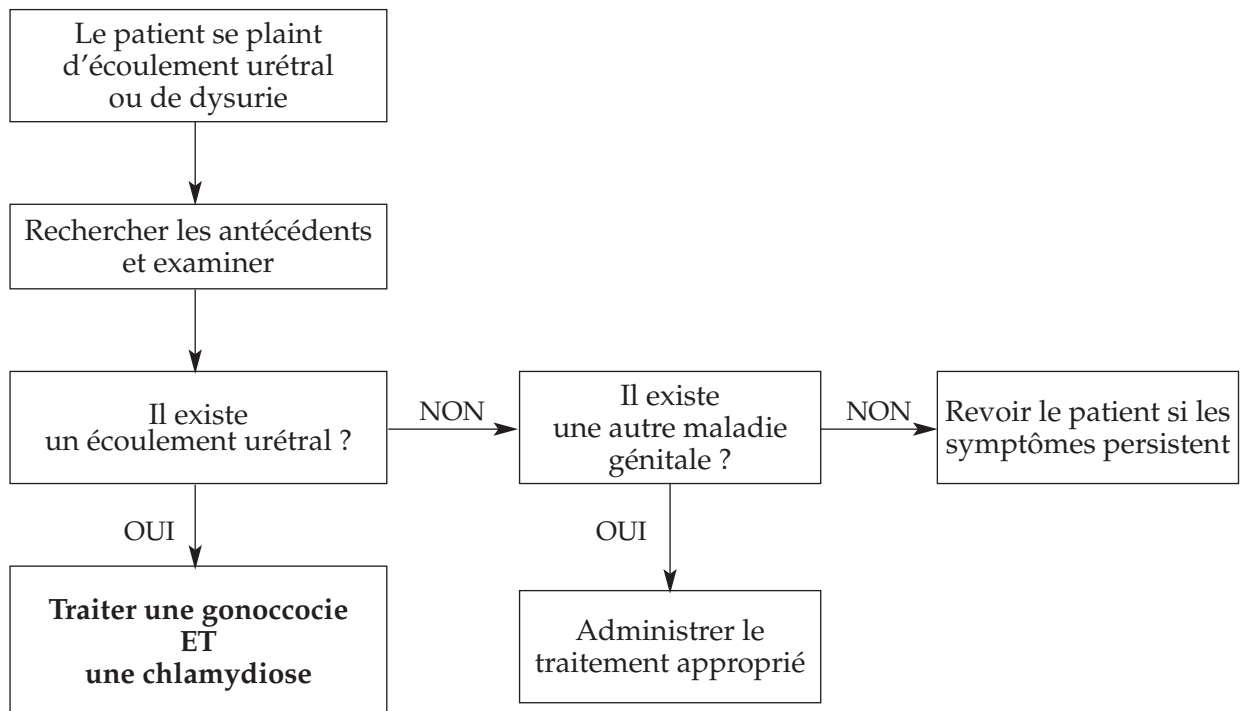 Le patient se plaint
d'écoulement urétral
ou de dysurie
Rechercher les antécédents
et examiner
Il existe
un écoulement urétral ?
NON
Il existe
une autre maladie
génitale ?
NON
Revoir le patient si les
symptômes persistent
OUI
OUI
Traiter une gonoccocie
ET
une chlamydiose
Administrer le
traitement approprié